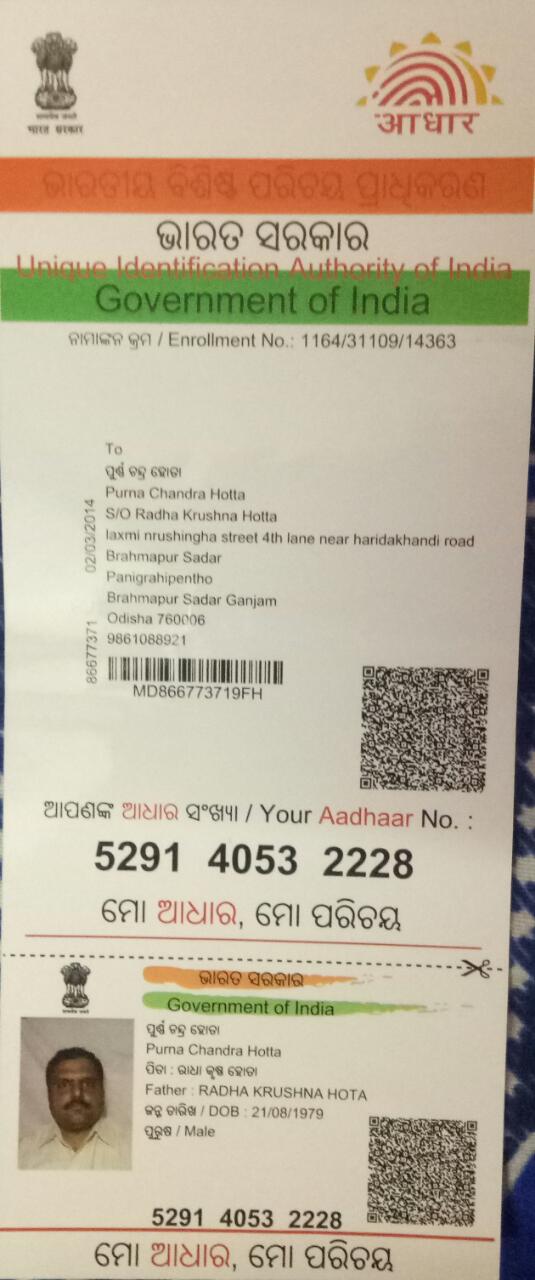 भारत सरकार
आधार
ଭାରତୀୟ ବିଶିଷ୍ଟ ପରିଚୟ ପ୍ରାଧିକରଣ
ଭାରତ ସରକାର
Unique Identification Authority of India
Government of India
ନାମାଙ୍କନ କ୍ରମ / Enrollment No.: 1164/31109/14363
To
ପୂର୍ଣ୍ଣ ଚନ୍ଦ୍ର ହୋତା
Purna Chandra Hotta
S/O Radha Krushna Hotta
laxmi nrushingha street 4th lane near haridakhandi road
Brahmapur Sadar
Panigrahipentho
Brahmapur Sadar Ganjam
Odisha 760006
9861088921
02/03/2014
86677371
MD866773719FH
ଆପଣଙ୍କ ଆଧାର ସଂଖ୍ୟା / Your Aadhaar No. :
5291 4053 2228
ମୋ ଆଧାର, ମୋ ପରିଚୟ
ଭାରତ ସରକାର
Government of India
ପୂର୍ଣ୍ଣ ଚନ୍ଦ୍ର ହୋତା
Purna Chandra Hotta
ପିତା : ରାଧା କୃଷ୍ଣ ହୋତା
Father : RADHA KRUSHNA HOTA
ଜନ୍ମ ତାରିଖ / DOB : 21/08/1979
ପୁରୁଷ / Male
5291 4053 2228
ମୋ ଆଧାର, ମୋ ପରିଚୟ